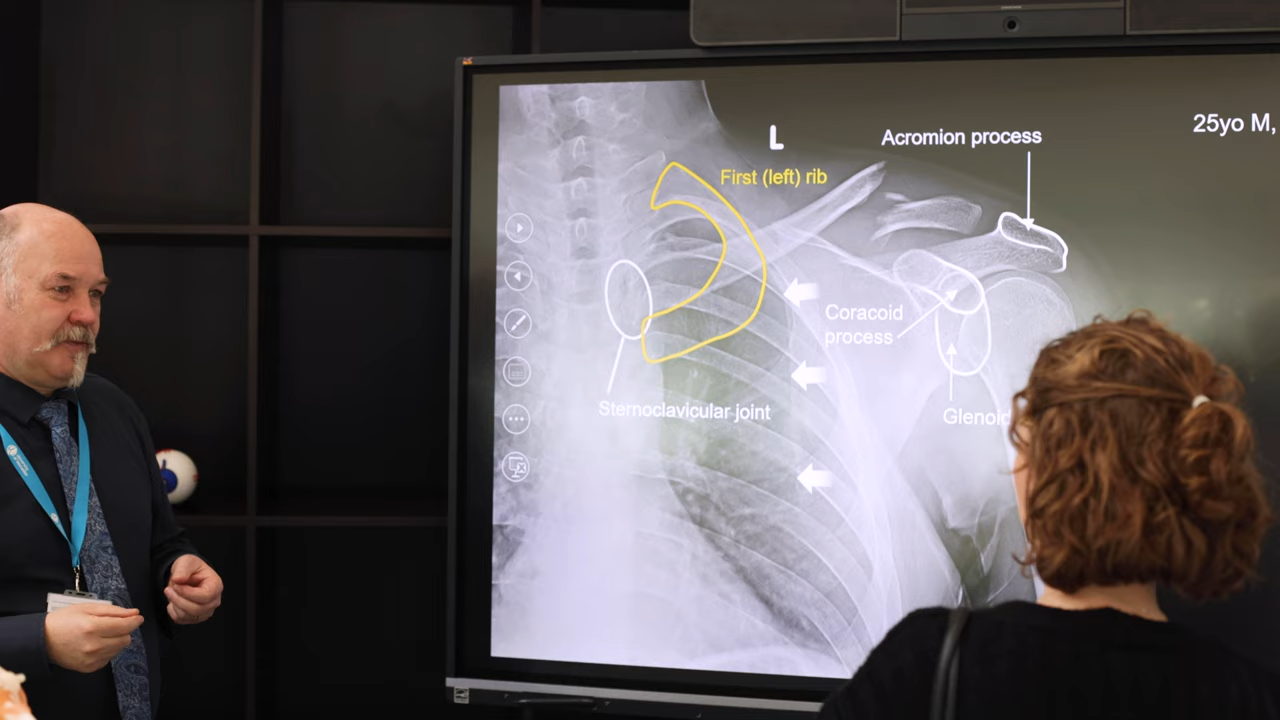 L
Acromion process
25yo M,
First (left) rib
Coracoid
process
Sternoclavicular joint
Glenoid